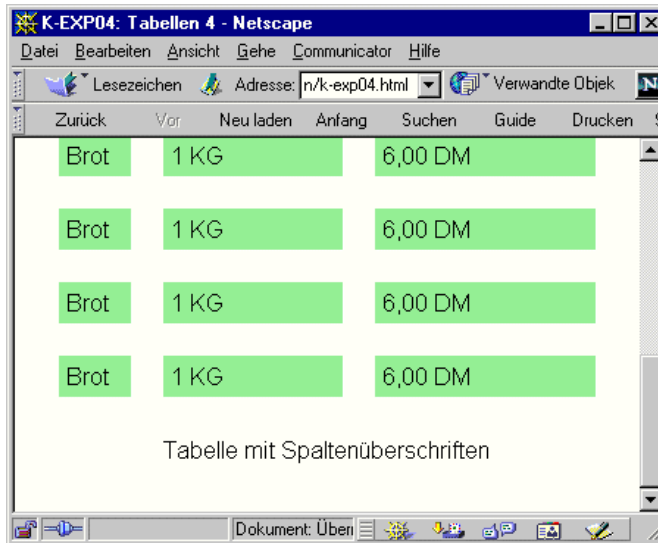 K-EXP04: Tabellen 4 - Netscape
Datei Bearbeiten Ansicht Gehe Communicator Hilfe
Lesezeichen Adresse: n/k-exp04.html Verwandte Objek N
Zurück Vor Neu laden Anfang Suchen Guide Drucken
Brot 1 KG 6,00 DM
Brot 1 KG 6,00 DM
Brot 1 KG 6,00 DM
Brot 1 KG 6,00 DM
Tabelle mit Spaltenüberschriften
Dokument: Über